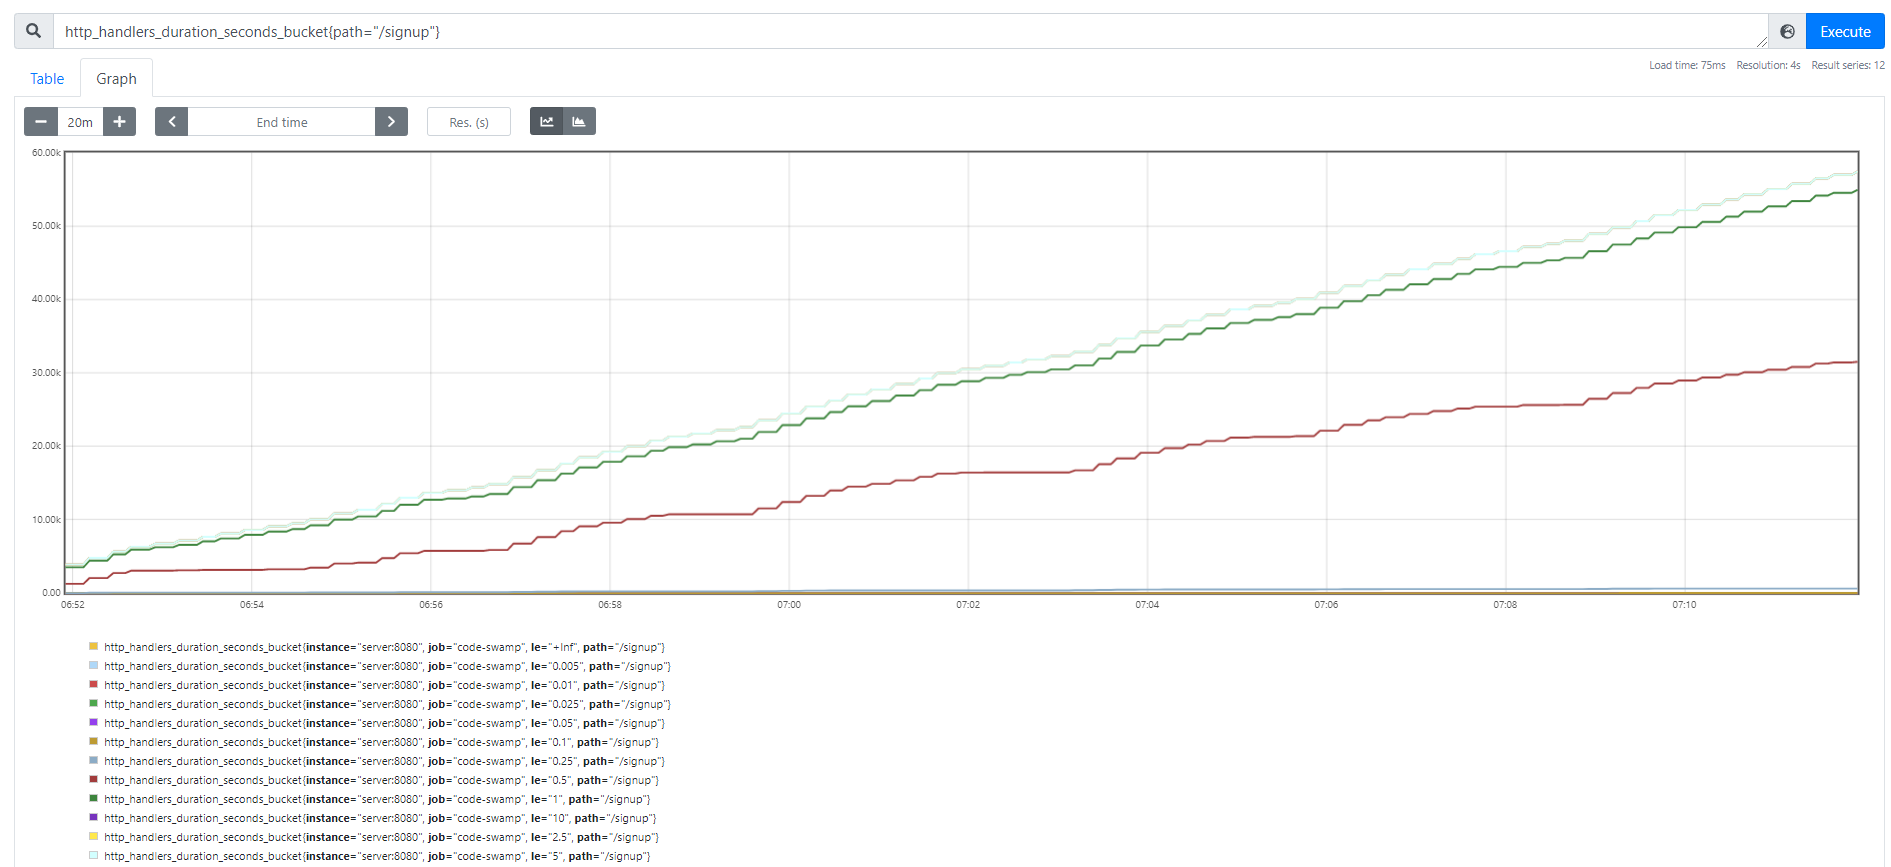 http_handlers_duration_seconds_bucket{path="/signup"}
Execute
Load time: 75ms Resolution: 4s Result series: 12
Table Graph
20m End time Res. (s)
60.00k
50.00k
40.00k
30.00k
20.00k
10.00k
0.00
06:52 06:54 06:56 06:58 07:00 07:02 07:04 07:06 07:08 07:10
http_handlers_duration_seconds_bucket{instance="server:8080", job="code-swamp", le="+Inf", path="/signup"}
http_handlers_duration_seconds_bucket{instance="server:8080", job="code-swamp", le="0.005", path="/signup"}
http_handlers_duration_seconds_bucket{instance="server:8080", job="code-swamp", le="0.01", path="/signup"}
http_handlers_duration_seconds_bucket{instance="server:8080", job="code-swamp", le="0.025", path="/signup"}
http_handlers_duration_seconds_bucket{instance="server:8080", job="code-swamp", le="0.05", path="/signup"}
http_handlers_duration_seconds_bucket{instance="server:8080", job="code-swamp", le="0.1", path="/signup"}
http_handlers_duration_seconds_bucket{instance="server:8080", job="code-swamp", le="0.25", path="/signup"}
http_handlers_duration_seconds_bucket{instance="server:8080", job="code-swamp", le="0.5", path="/signup"}
http_handlers_duration_seconds_bucket{instance="server:8080", job="code-swamp", le="1", path="/signup"}
http_handlers_duration_seconds_bucket{instance="server:8080", job="code-swamp", le="10", path="/signup"}
http_handlers_duration_seconds_bucket{instance="server:8080", job="code-swamp", le="2.5", path="/signup"}
http_handlers_duration_seconds_bucket{instance="server:8080", job="code-swamp", le="5", path="/signup"}